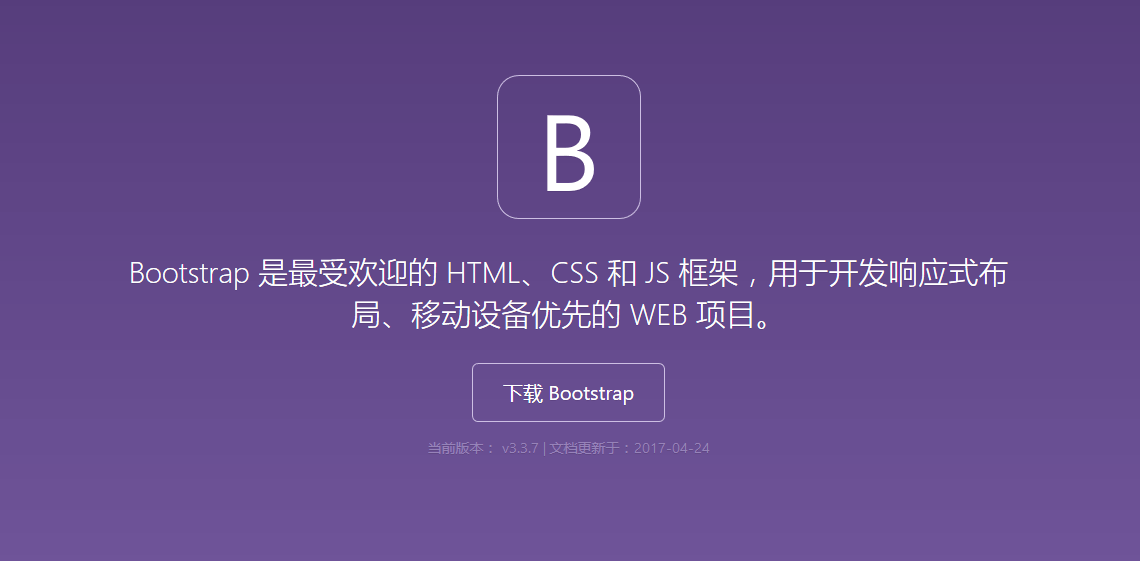 B
Bootstrap 是最受欢迎的 HTML、CSS 和 JS 框架，用于开发响应式布
局、移动设备优先的 WEB 项目。
下载 Bootstrap
当前版本： v3.3.7 | 文档更新于：2017-04-24